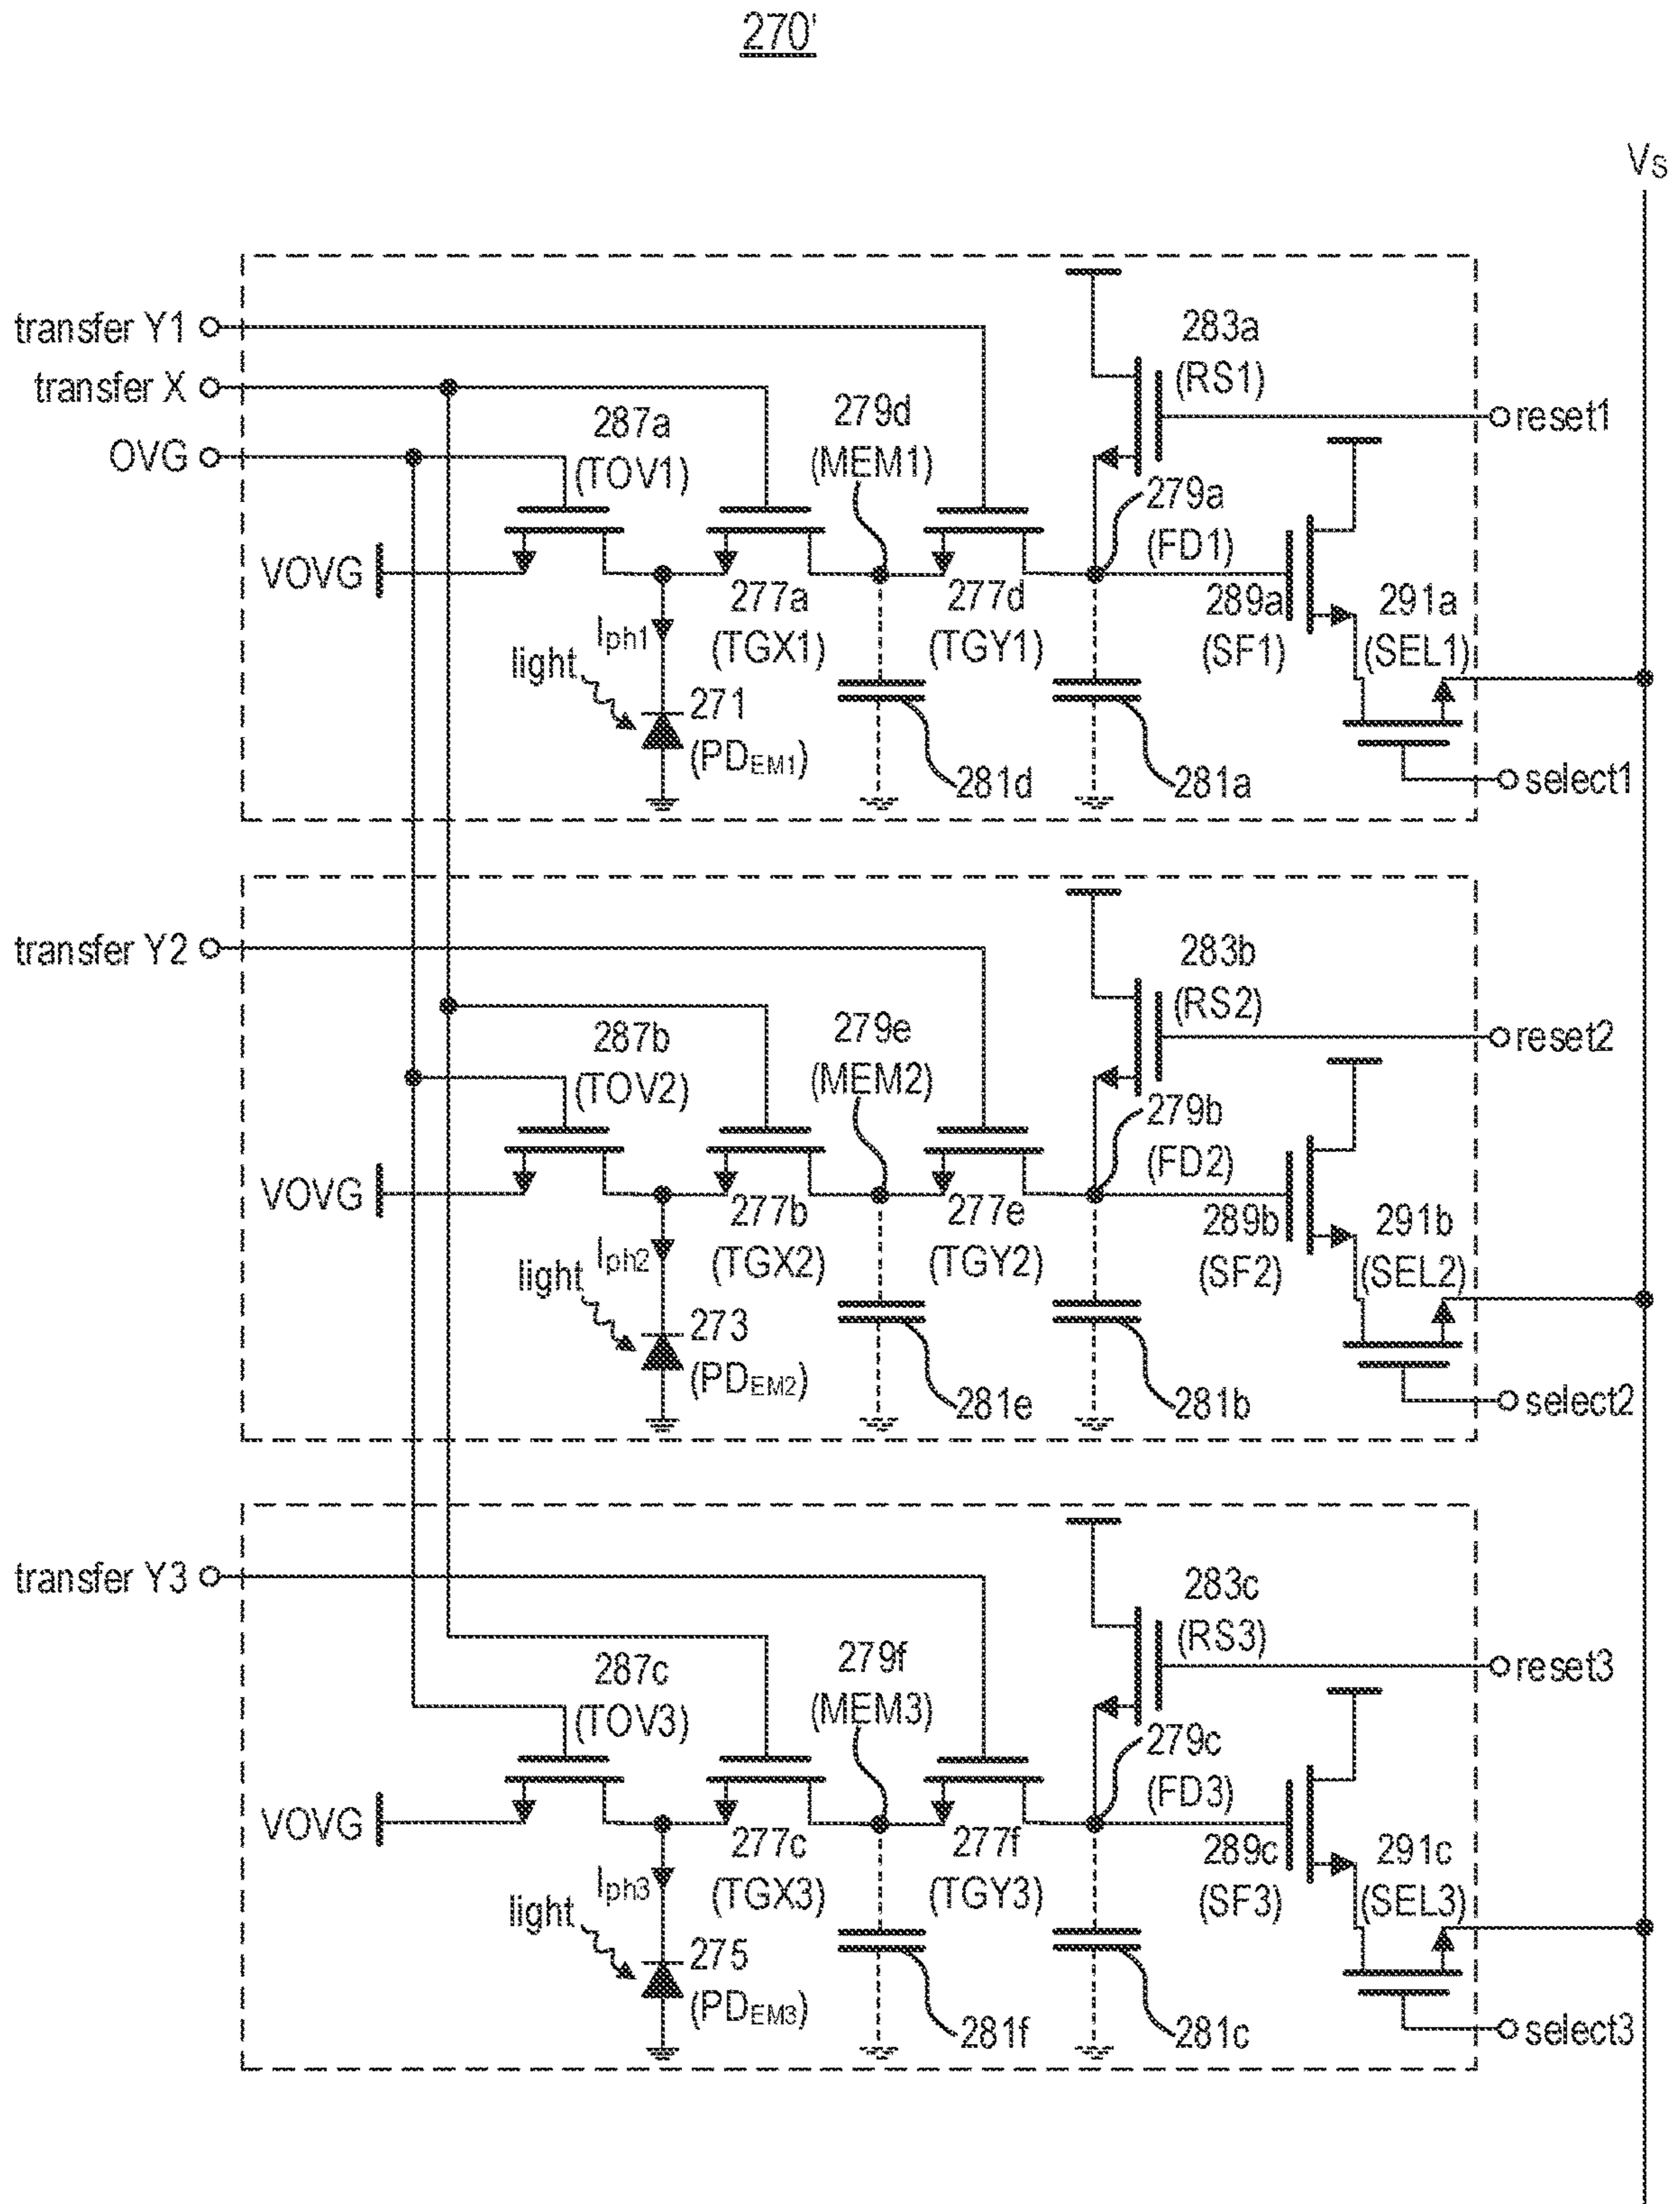 270'
Vs
transfer Y1
transfer X
OVG
287a
(TOV1)
279d
(MEM1)
283a
(RS1)
reset1
279a
(FD1)
VOVG
277a
(TGX1)
277d
(TGY1)
289a
(SF1)
291a
(SEL1)
Iph1
light
271
(PDEM1)
281d
281a
select1
transfer Y2
287b
(TOV2)
279e
(MEM2)
283b
(RS2)
reset2
279b
(FD2)
VOVG
277b
(TGX2)
277e
(TGY2)
289b
(SF2)
291b
(SEL2)
Iph2
light
273
(PDEM2)
281e
281b
select2
transfer Y3
287c
(TOV3)
279f
(MEM3)
283c
(RS3)
reset3
279c
(FD3)
VOVG
277c
(TGX3)
277f
(TGY3)
289c
(SF3)
291c
(SEL3)
Iph3
light
275
(PDEM3)
281f
281c
select3